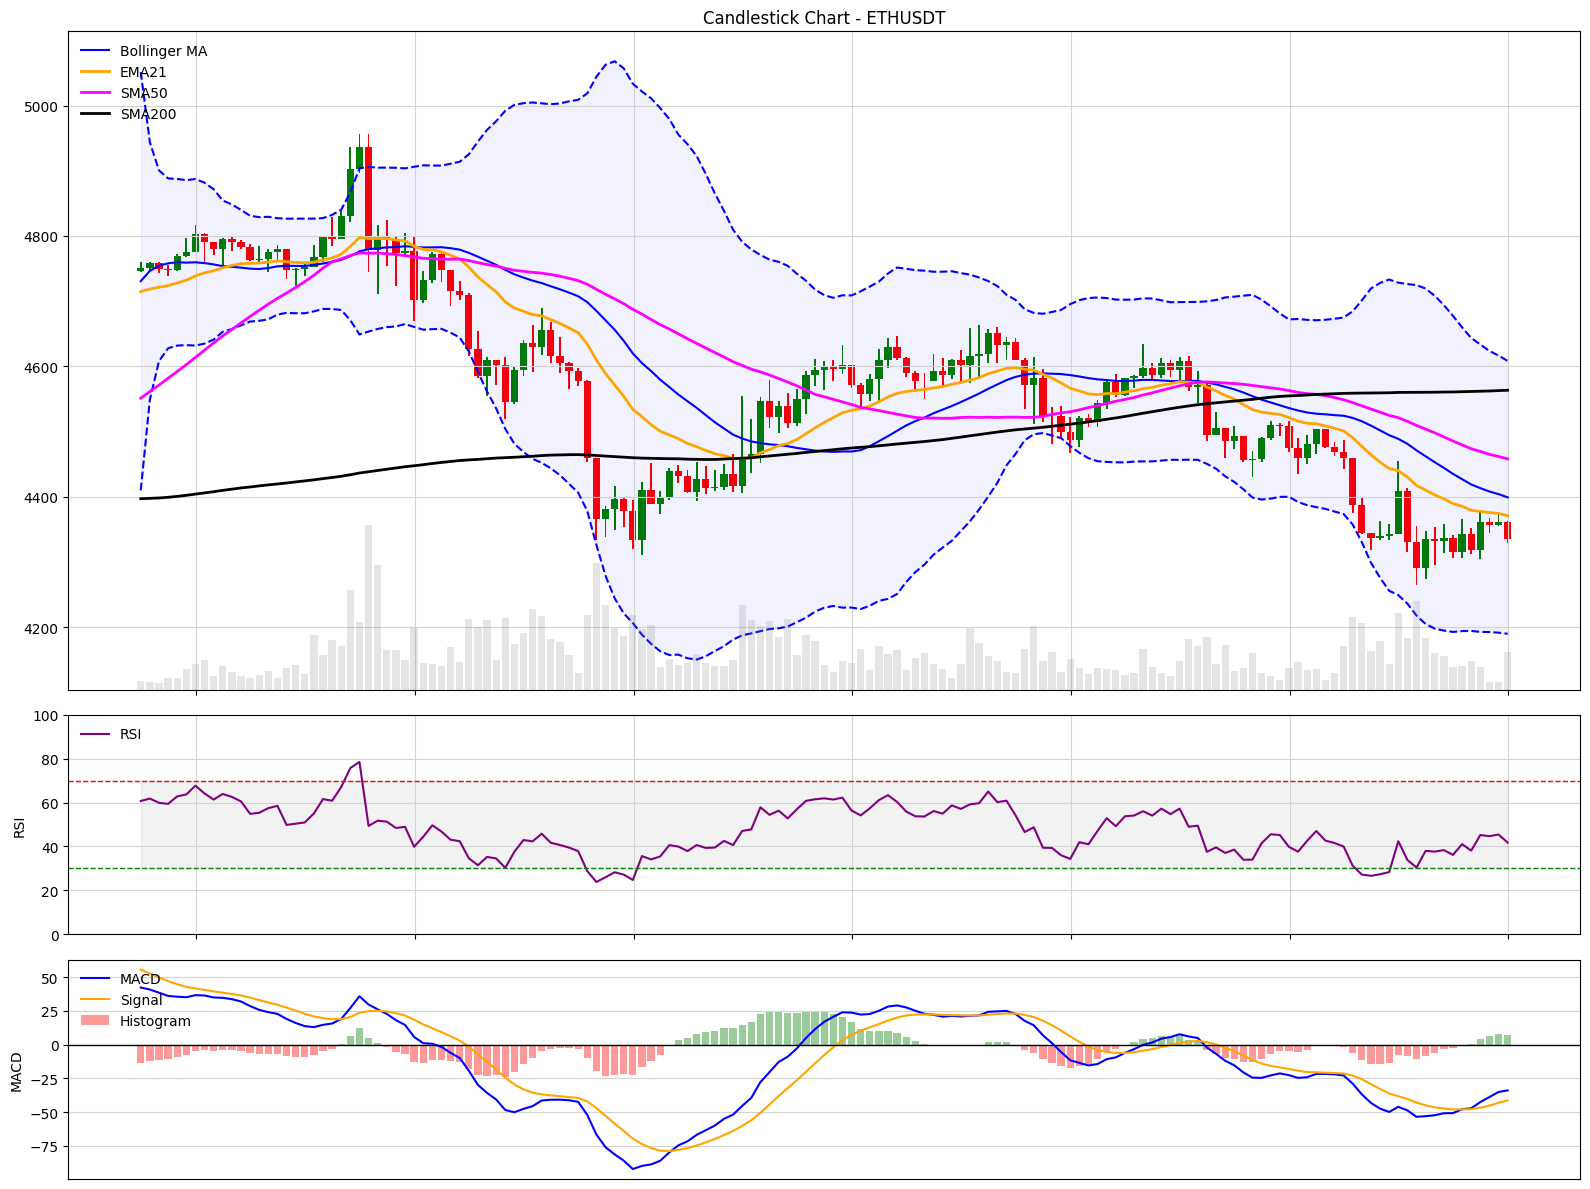 Candlestick Chart - ETHUSDT
Bollinger MA
EMA21
SMA50
SMA200
5000
4800
4600
4400
4200
100
80
60
40
20
0
RSI
RSI
50
25
0
−25
−50
−75
MACD
MACD
Signal
Histogram